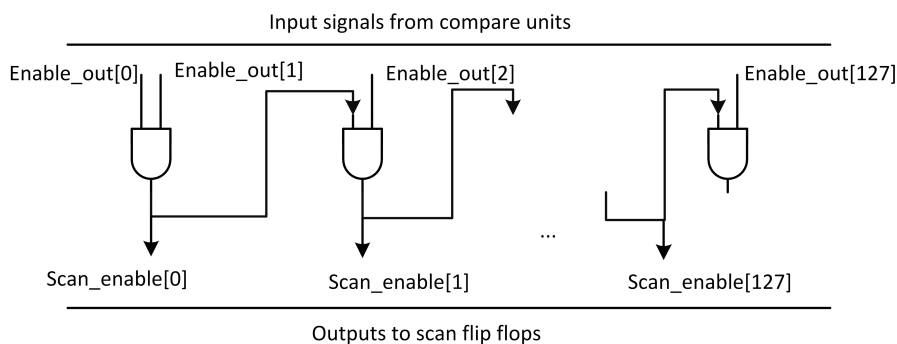 Input signals from compare units
Enable_out[0] Enable_out[1] Enable_out[2] Enable_out[127]
...
Scan_enable[0] Scan_enable[1] Scan_enable[127]
Outputs to scan flip flops